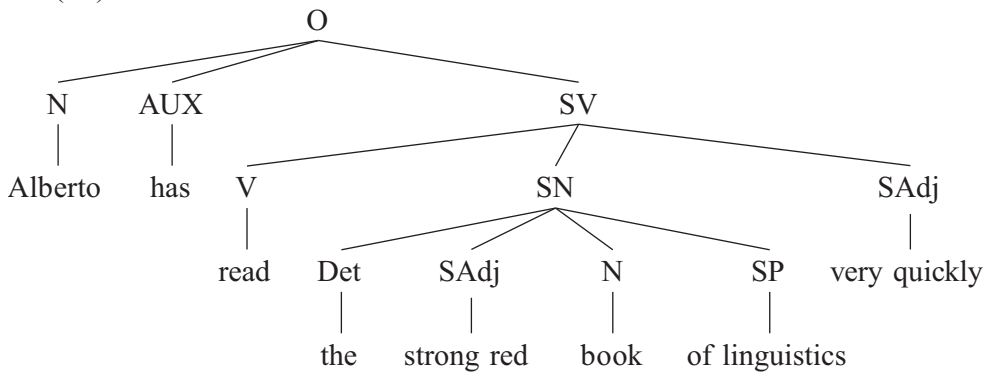 O
N AUX SV
Alberto has V SN SAdj
read Det SAdj N SP very quickly
the strong red book of linguistics